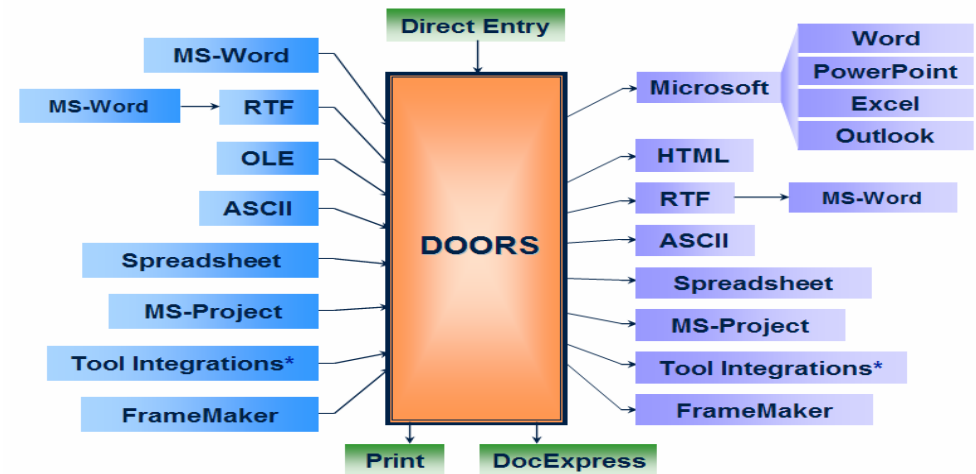 Direct Entry
MS-Word
MS-Word
RTF
OLE
ASCII
Spreadsheet
MS-Project
Tool Integrations*
FrameMaker
DOORS
Microsoft
Word
PowerPoint
Excel
Outlook
HTML
RTF
MS-Word
ASCII
Spreadsheet
MS-Project
Tool Integrations*
FrameMaker
Print
DocExpress